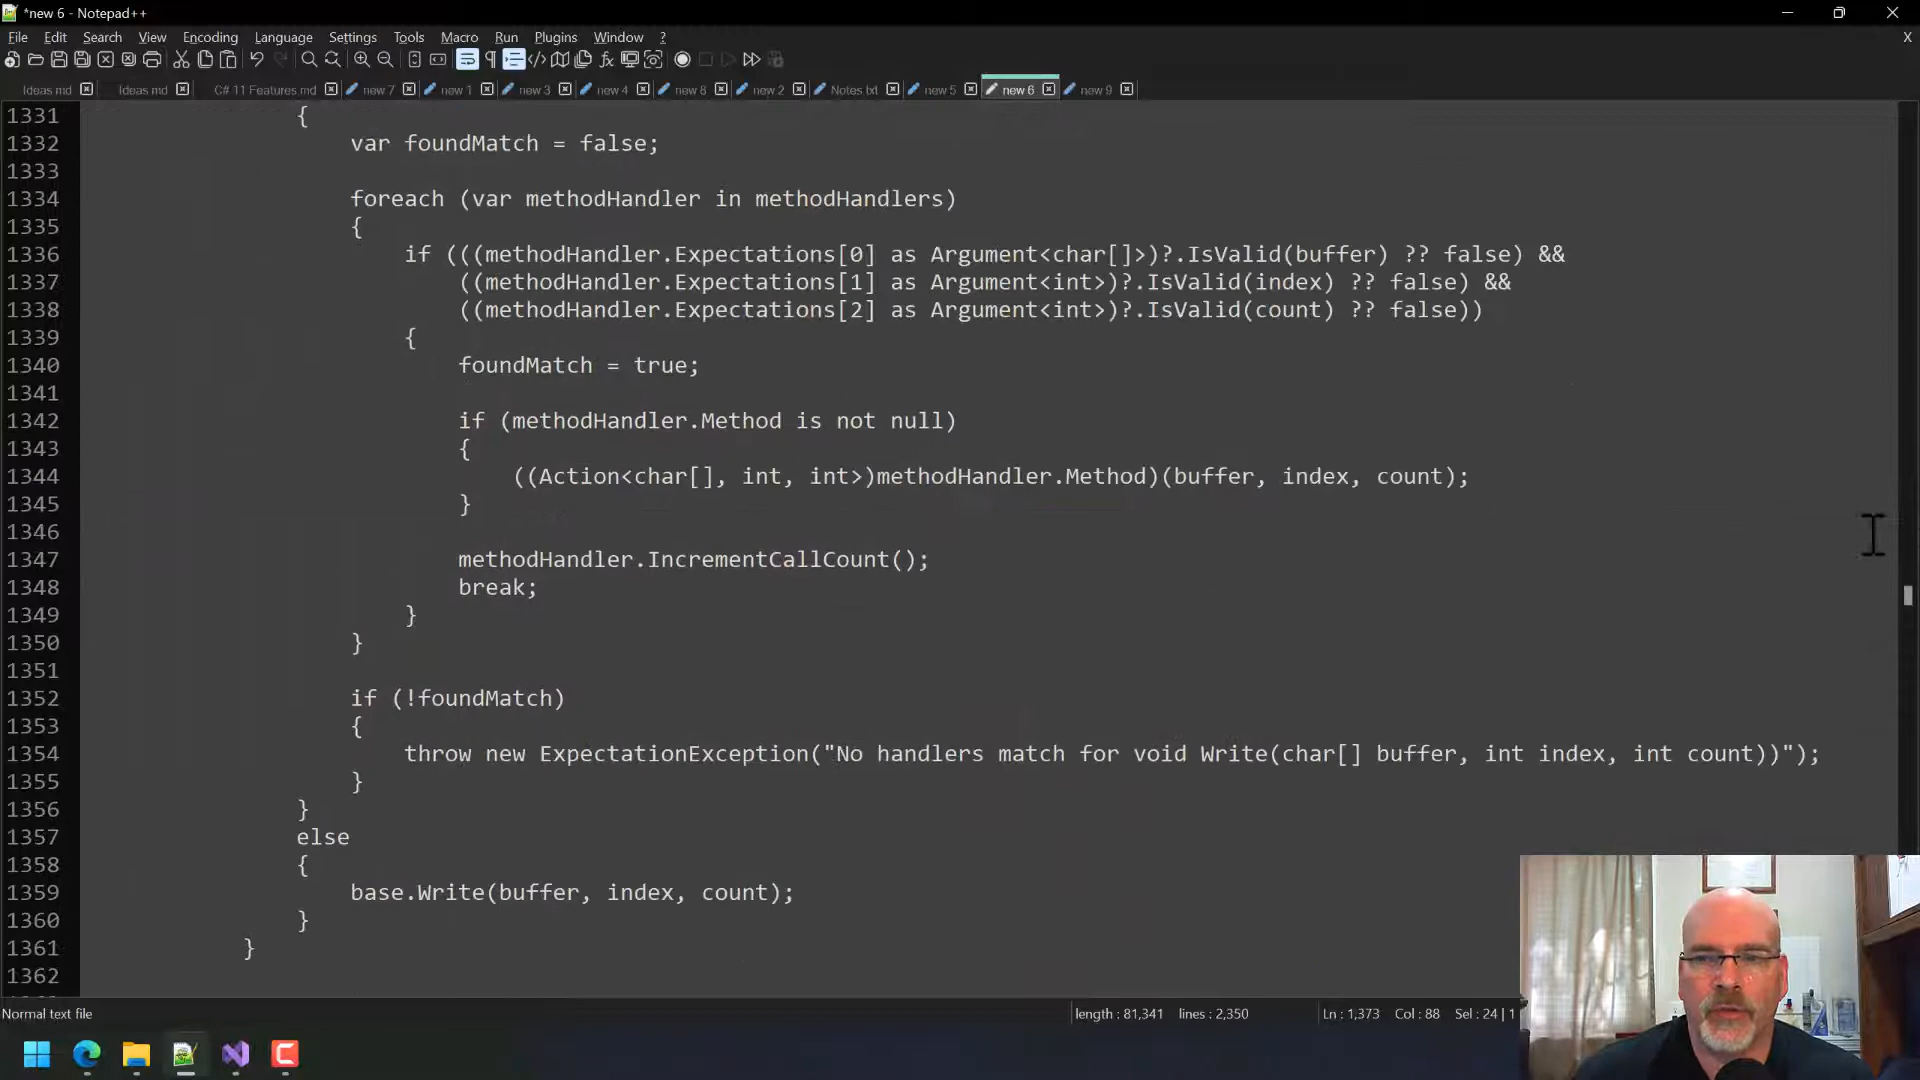 *new 6 - Notepad++
File Edit Search View Encoding Language Settings Tools Macro Run Plugins Window ? X
Ideas md Ideas md C# 11 Features.md new 7 new 1 new 3 new 4 new 8 new 2 Notes txt new 5 new 6 new 9
1331 {
1332 var foundMatch = false;
1333
1334 foreach (var methodHandler in methodHandlers)
1335 {
1336 if (((methodHandler.Expectations[0] as Argument<char[]>)?.IsValid(buffer) ?? false) &&
1337 ((methodHandler.Expectations[1] as Argument<int>)?.IsValid(index) ?? false) &&
1338 ((methodHandler.Expectations[2] as Argument<int>)?.IsValid(count) ?? false))
1339 {
1340 foundMatch = true;
1341
1342 if (methodHandler.Method is not null)
1343 {
1344 ((Action<char[], int, int>)methodHandler.Method)(buffer, index, count);
1345 }
1346
1347 methodHandler.IncrementCallCount();
1348 break;
1349 }
1350 }
1351
1352 if (!foundMatch)
1353 {
1354 throw new ExpectationException("No handlers match for void Write(char[] buffer, int index, int count))");
1355 }
1356 }
1357 else
1358 {
1359 base.Write(buffer, index, count);
1360 }
1361 }
1362
Normal text file length : 81,341 lines : 2,350 Ln : 1,373 Col : 88 Sel : 24 | 1